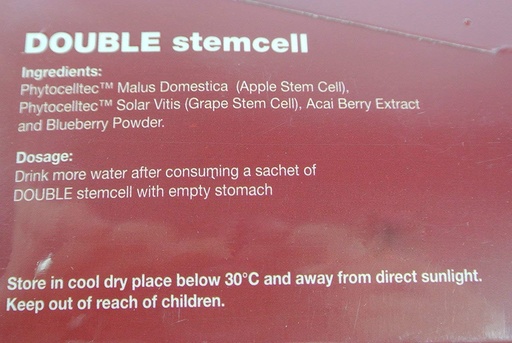 DOUBLE stemcell
Ingredients:
Phytocelltec™ Malus Domestica (Apple Stem Cell),
Phytocelltec™ Solar Vitis (Grape Stem Cell), Acai Berry Extract
and Blueberry Powder.
Dosage:
Drink more water after consuming a sachet of
DOUBLE stemcell with empty stomach
Store in cool dry place below 30°C and away from direct sunlight.
Keep out of reach of children.